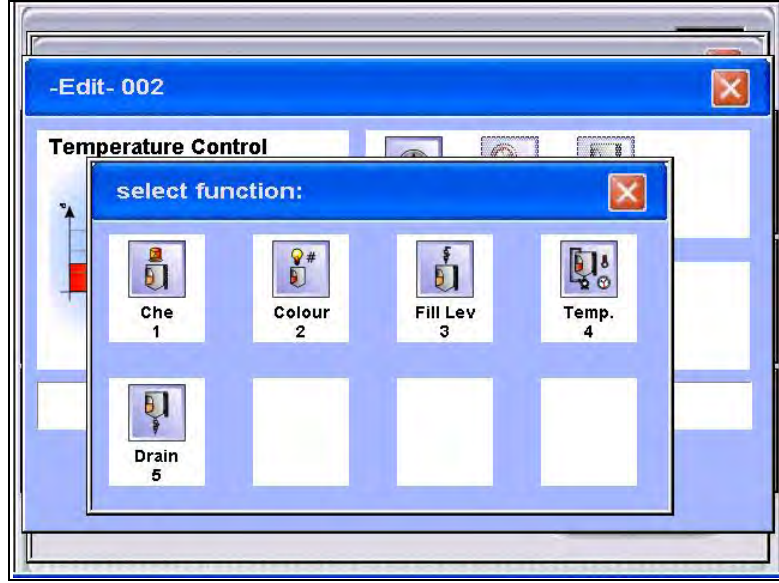 -Edit- 002
Temperature Control
select function:
Che
1
Colour
2
Fill Lev
3
Temp.
4
Drain
5